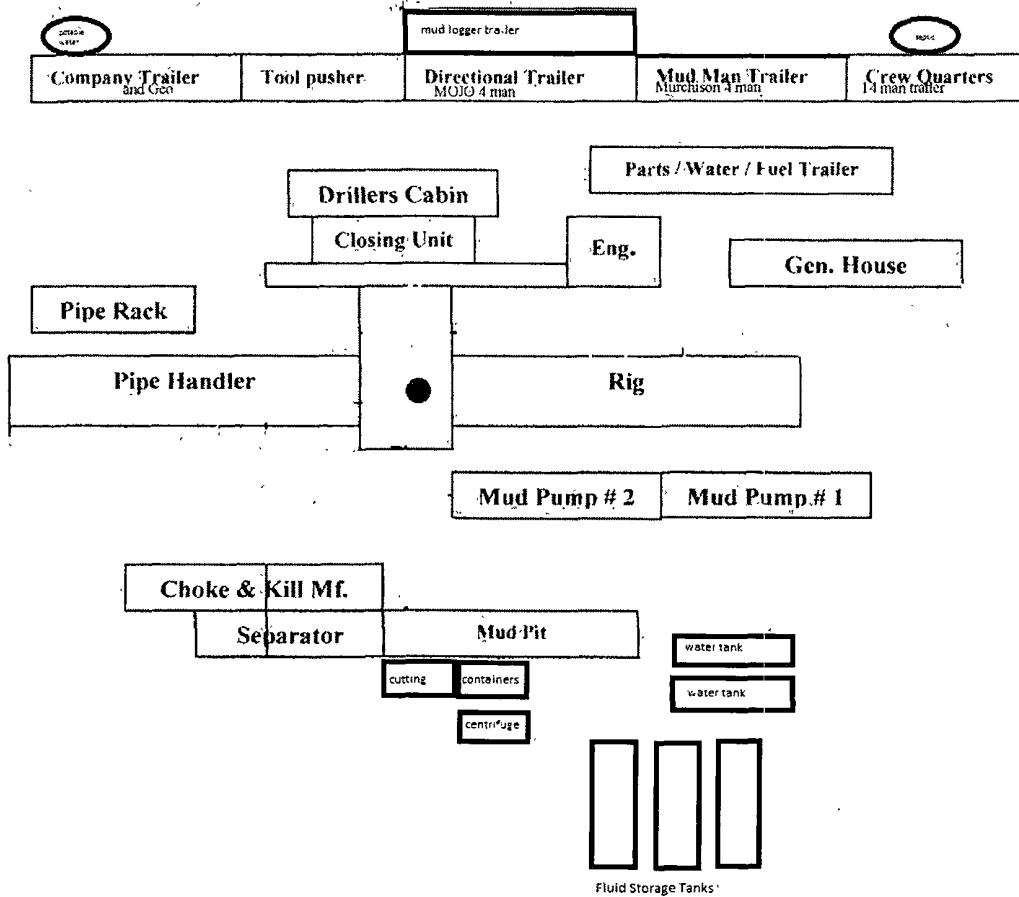 potable
water
mud logger trailer
septic
Company Trailer
and Geo
Tool pusher
Directional Trailer
MOJO 4 man
Mud Man Trailer
Murchison 4 man
Crew Quarters
14 man trailer
Parts / Water / Fuel Trailer
Drillers Cabin
Closing Unit
Eng.
Gen. House
Pipe Rack
Pipe Handler
Rig
Mud Pump # 2
Mud Pump # 1
Choke & Kill Mf.
Separator
Mud Pit
water tank
cutting
containers
water tank
centrifuge
Fluid Storage Tanks